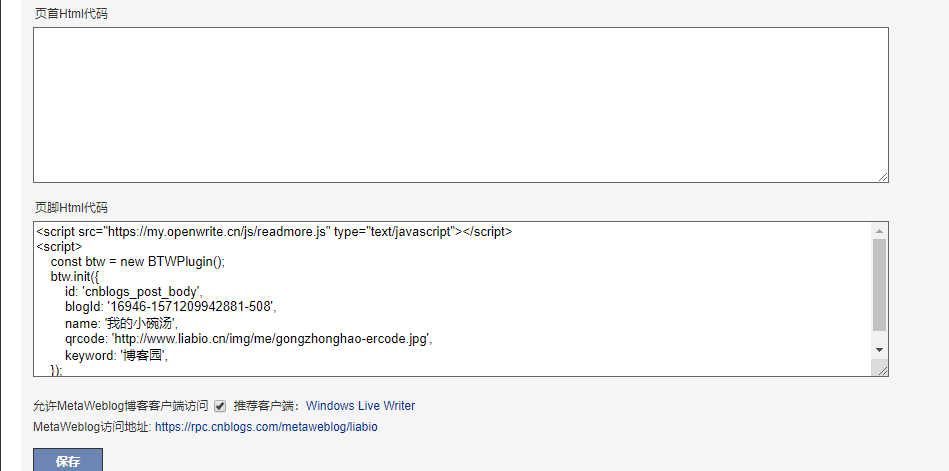 页首Html代码
页脚Html代码
<script src="https://my.openwrite.cn/js/readmore.js" type="text/javascript"></script>
<script>
    const btw = new BTWPlugin();
    btw.init({
        id: 'cnblogs_post_body',
        blogId: '16946-1571209942881-508',
        name: '我的小碗汤',
        qrcode: 'http://www.liabio.cn/img/me/gongzhonghao-ercode.jpg',
        keyword: '博客园',
    });
允许MetaWeblog博客客户端访问 推荐客户端：Windows Live Writer
MetaWeblog访问地址: https://rpc.cnblogs.com/metaweblog/liabio
保存